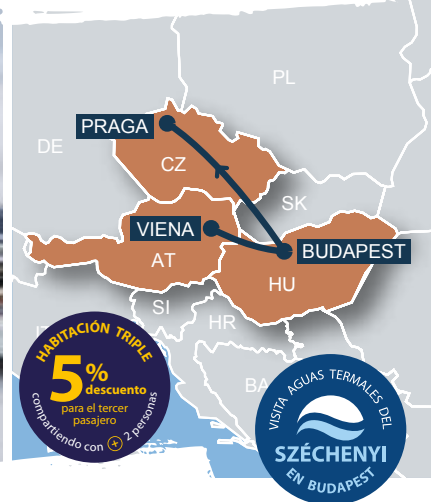 PL
PRAGA
DE
CZ
SK
VIENA
BUDAPEST
AT
HU
SI
HR
HABITACIÓN TRIPLE
5%
descuento
para el tercer
pasajero
compartiendo con + 2 personas
BA
VISITA AGUAS TERMALES DEL
SZÉCHENYI
EN BUDAPEST